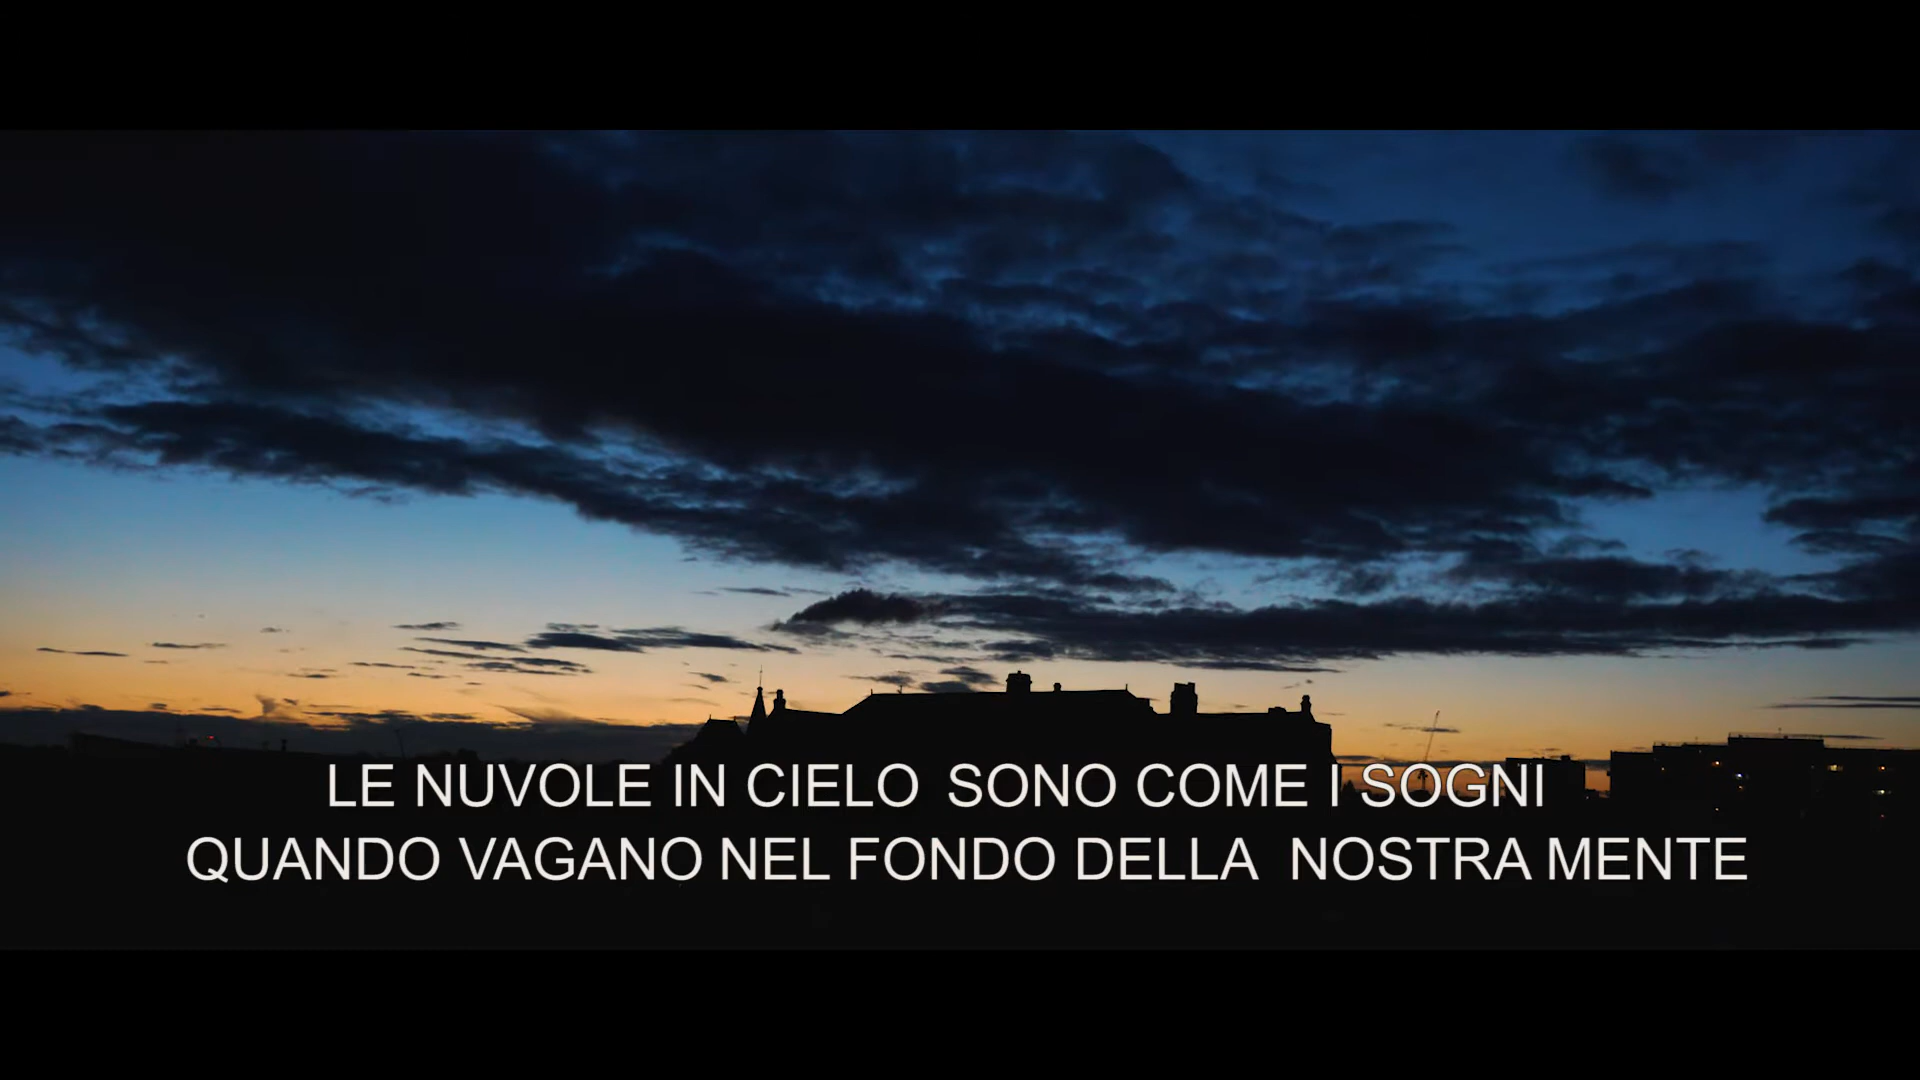 LE NUVOLE IN CIELO  SONO COME I SOGNI
QUANDO VAGANO NEL FONDO DELLA  NOSTRA MENTE